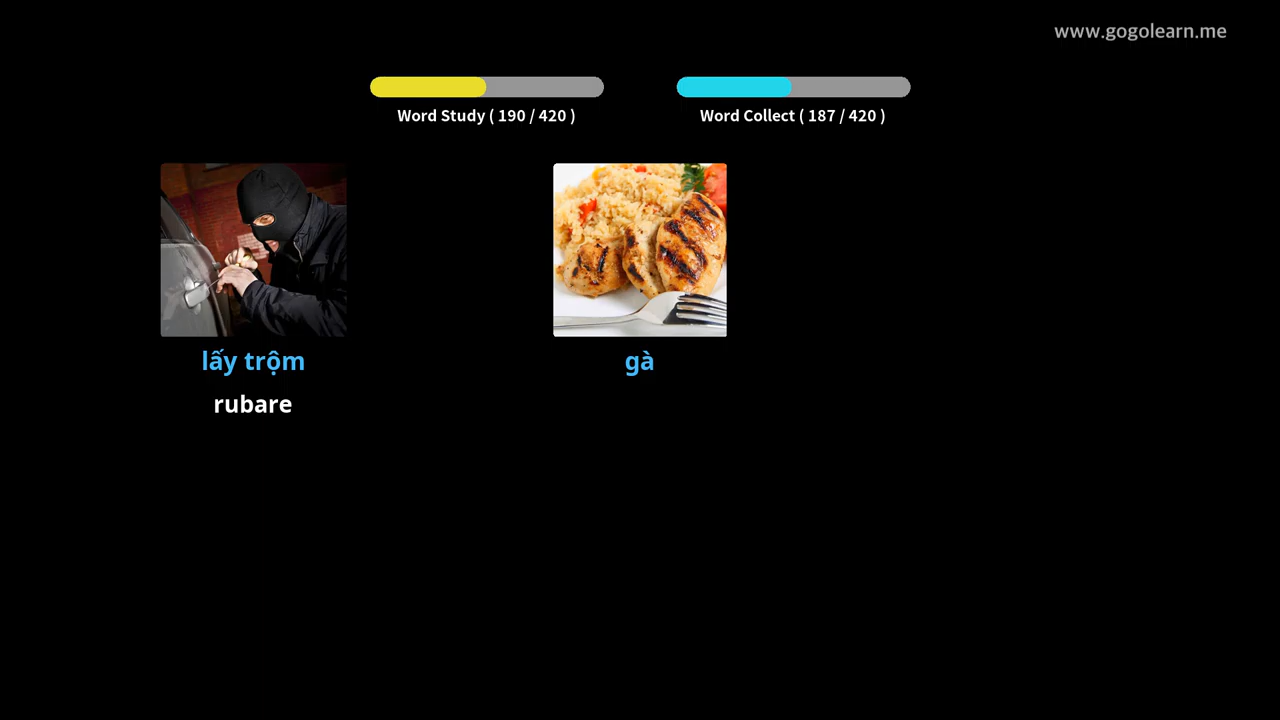 www.gogolearn.me
Word Study ( 190 / 420 )
Word Collect ( 187 / 420 )
lấy trộm
rubare
gà